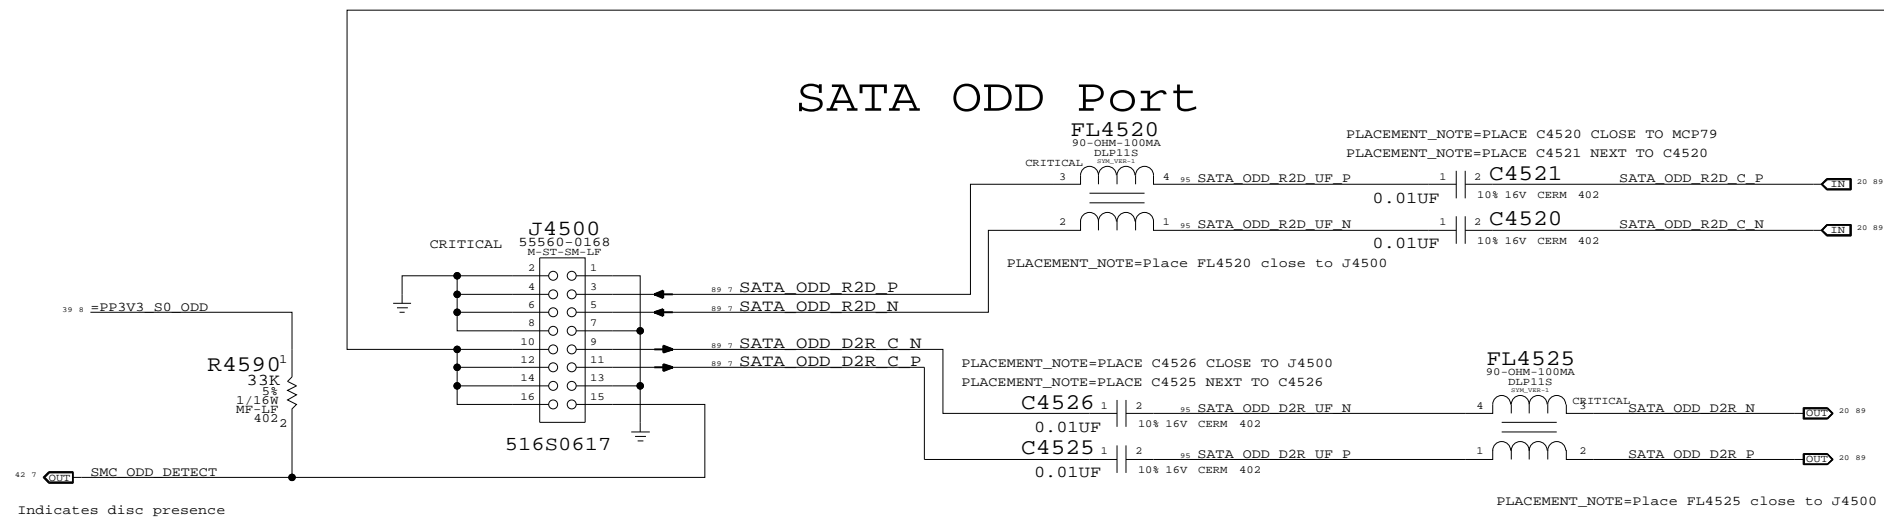 SATA ODD Port
FL4520
90-OHM-100MA
DLP11S
SYM_VER-1
CRITICAL
3
4
2
1
PLACEMENT_NOTE=PLACE C4520 CLOSE TO MCP79
PLACEMENT_NOTE=PLACE C4521 NEXT TO C4520
95 SATA_ODD_R2D_UF_P
1
2
C4521
0.01UF
10% 16V CERM 402
SATA_ODD_R2D_C_P
IN
20 89
95 SATA_ODD_R2D_UF_N
1
2
C4520
0.01UF
10% 16V CERM 402
SATA_ODD_R2D_C_N
IN
20 89
PLACEMENT_NOTE=Place FL4520 close to J4500
J4500
55560-0168
M-ST-SM-LF
CRITICAL
2 1
4 3
6 5
8 7
10 9
12 11
14 13
16 15
516S0617
89 7 SATA_ODD_R2D_P
89 7 SATA_ODD_R2D_N
89 7 SATA_ODD_D2R_C_N
89 7 SATA_ODD_D2R_C_P
39 8 =PP3V3_S0_ODD
R4590
1
33K
5%
1/16W
MF-LF
402
2
42 7 OUT SMC_ODD_DETECT
Indicates disc presence
PLACEMENT_NOTE=PLACE C4526 CLOSE TO J4500
PLACEMENT_NOTE=PLACE C4525 NEXT TO C4526
C4526
1
2
0.01UF
10% 16V CERM 402
95 SATA_ODD_D2R_UF_N
C4525
1
2
0.01UF
10% 16V CERM 402
95 SATA_ODD_D2R_UF_P
FL4525
90-OHM-100MA
DLP11S
SYM_VER-1
CRITICAL
4
3
1
2
SATA_ODD_D2R_N
OUT
20 89
SATA_ODD_D2R_P
OUT
20 89
PLACEMENT_NOTE=Place FL4525 close to J4500